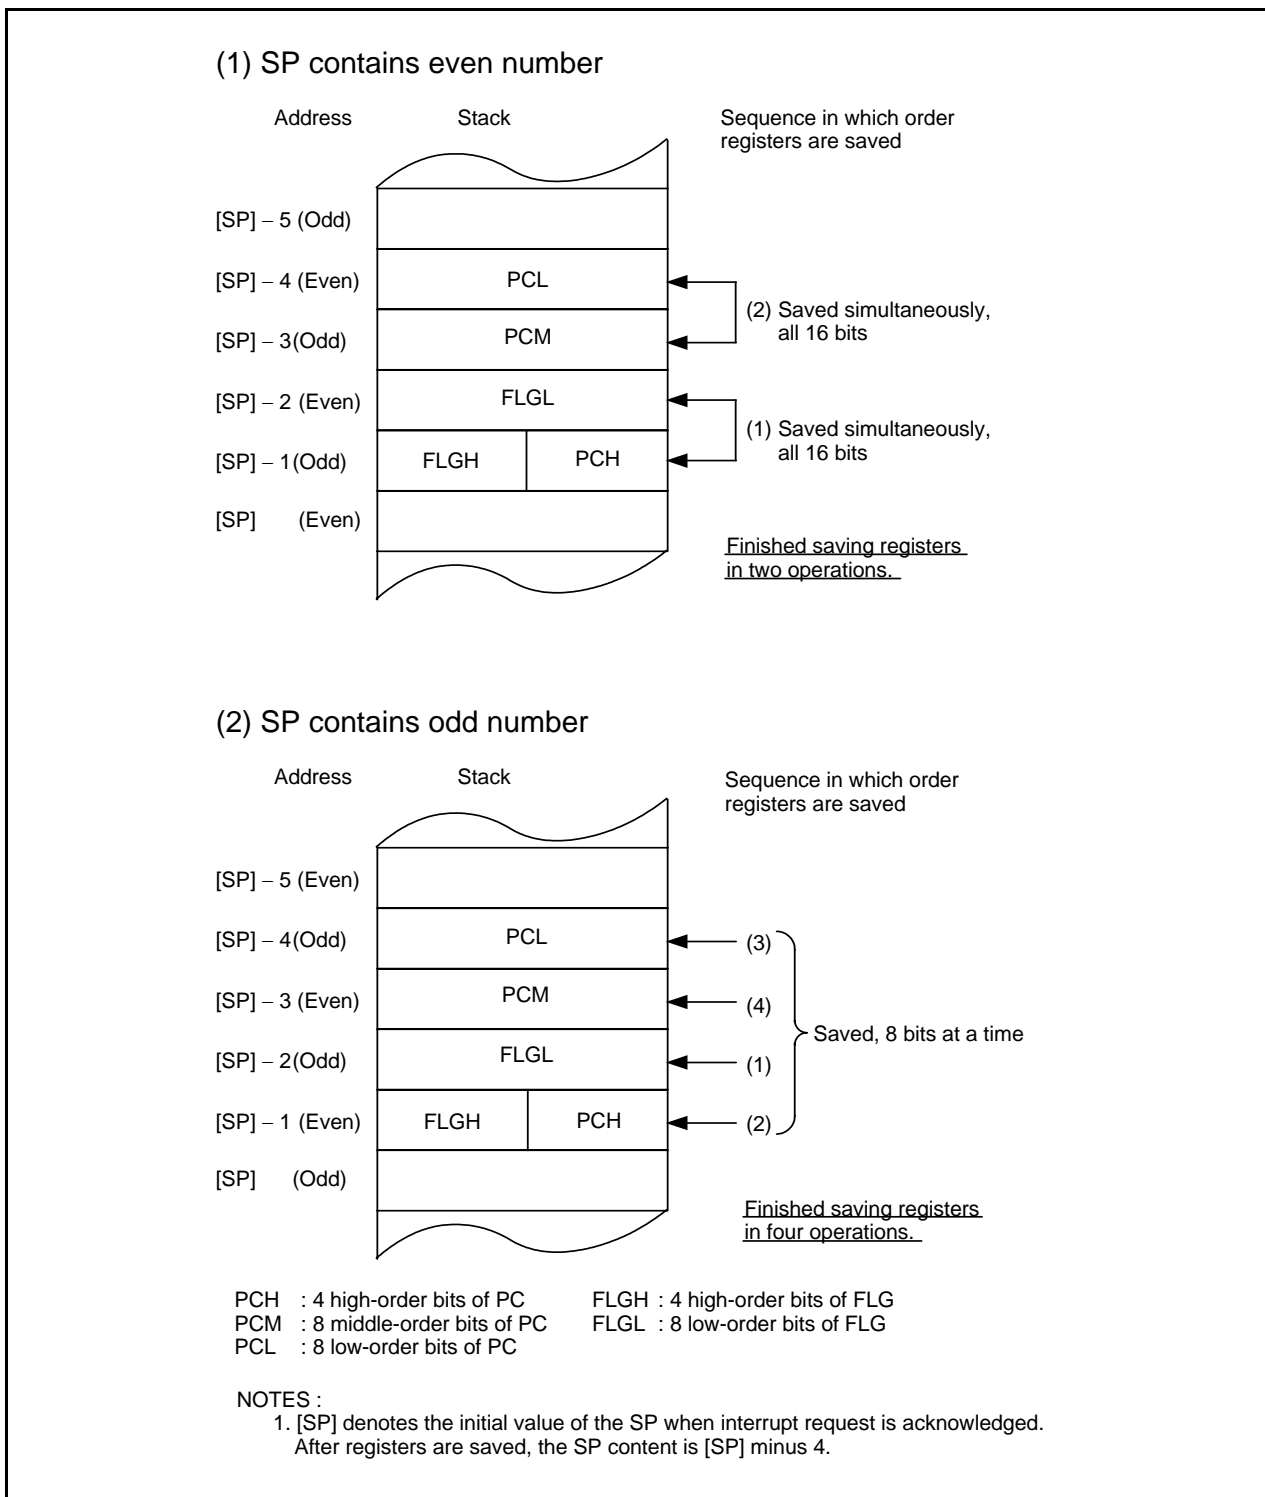 (1) SP contains even number
Address Stack Sequence in which order
registers are saved
[SP] – 5 (Odd)
[SP] – 4 (Even) PCL
(2) Saved simultaneously,
all 16 bits
[SP] – 3(Odd) PCM
[SP] – 2 (Even) FLGL
(1) Saved simultaneously,
all 16 bits
[SP] – 1(Odd) FLGH PCH
[SP] (Even)
Finished saving registers
in two operations.
(2) SP contains odd number
Address Stack Sequence in which order
registers are saved
[SP] – 5 (Even)
[SP] – 4(Odd) PCL (3)
[SP] – 3 (Even) PCM (4)
Saved, 8 bits at a time
[SP] – 2(Odd) FLGL (1)
[SP] – 1 (Even) FLGH PCH (2)
[SP] (Odd)
Finished saving registers
in four operations.
PCH : 4 high-order bits of PC FLGH : 4 high-order bits of FLG
PCM : 8 middle-order bits of PC FLGL : 8 low-order bits of FLG
PCL : 8 low-order bits of PC
NOTES :
1. [SP] denotes the initial value of the SP when interrupt request is acknowledged.
After registers are saved, the SP content is [SP] minus 4.